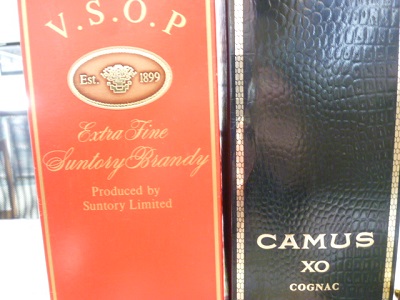 V.S.O.P
Est. 1899
Extra Fine
Suntory Brandy
Produced by
Suntory Limited
CAMUS
XO
COGNAC